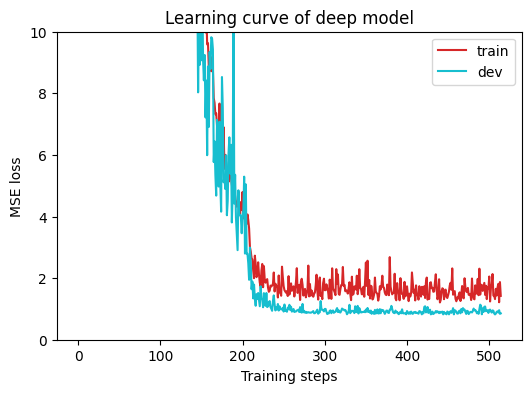 Learning curve of deep model
train
dev
MSE loss
10
8
6
4
2
0
0 100 200 300 400 500
Training steps